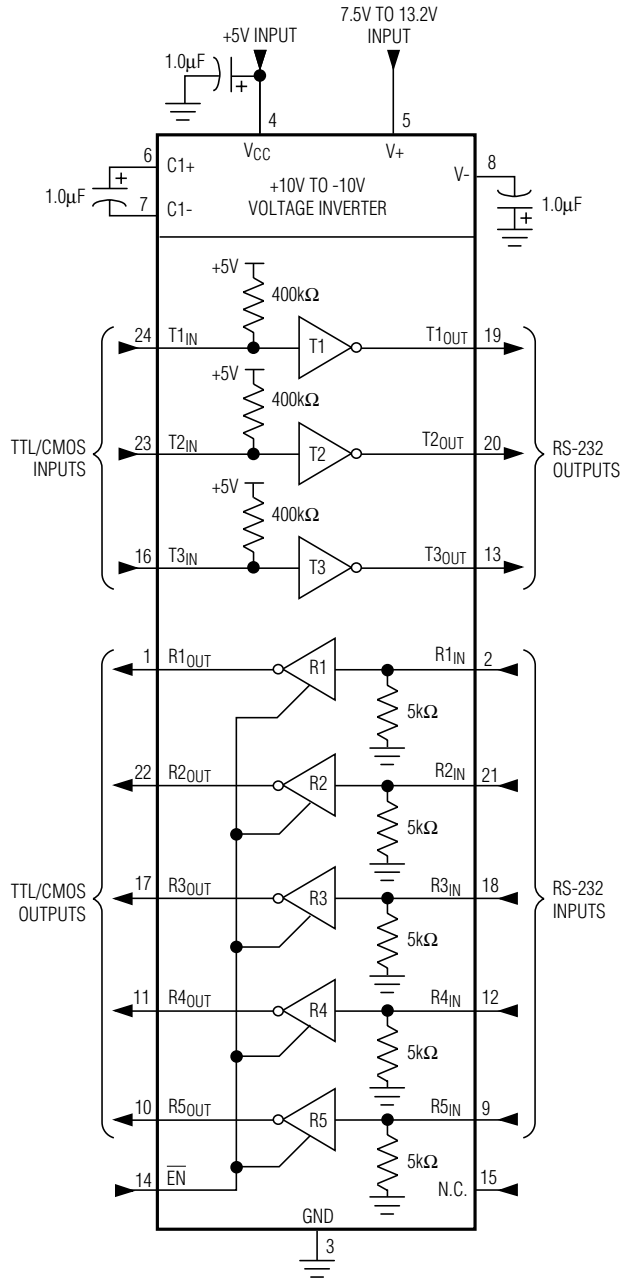 7.5V TO 13.2V
INPUT
+5V INPUT
1.0μF
+
4
5
6
C1+
VCC
V+
V-
8
+
1.0μF
7
C1-
+10V TO -10V
VOLTAGE INVERTER
1.0μF
+
+5V
400kΩ
24
T1IN
T1
T1OUT
19
+5V
400kΩ
TTL/CMOS
INPUTS
23
T2IN
T2
T2OUT
20
RS-232
OUTPUTS
+5V
400kΩ
16
T3IN
T3
T3OUT
13
1
R1OUT
R1
R1IN
2
5kΩ
22
R2OUT
R2
R2IN
21
5kΩ
TTL/CMOS
OUTPUTS
17
R3OUT
R3
R3IN
18
RS-232
INPUTS
5kΩ
11
R4OUT
R4
R4IN
12
5kΩ
10
R5OUT
R5
R5IN
9
5kΩ
14
EN
N.C.
15
GND
3